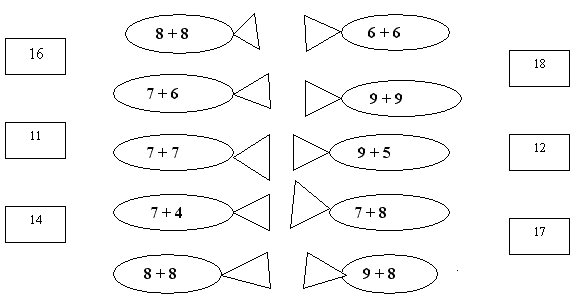 8 + 8
6 + 6
16
18
7 + 6
9 + 9
11
7 + 7
9 + 5
12
14
7 + 4
7 + 8
17
8 + 8
9 + 8